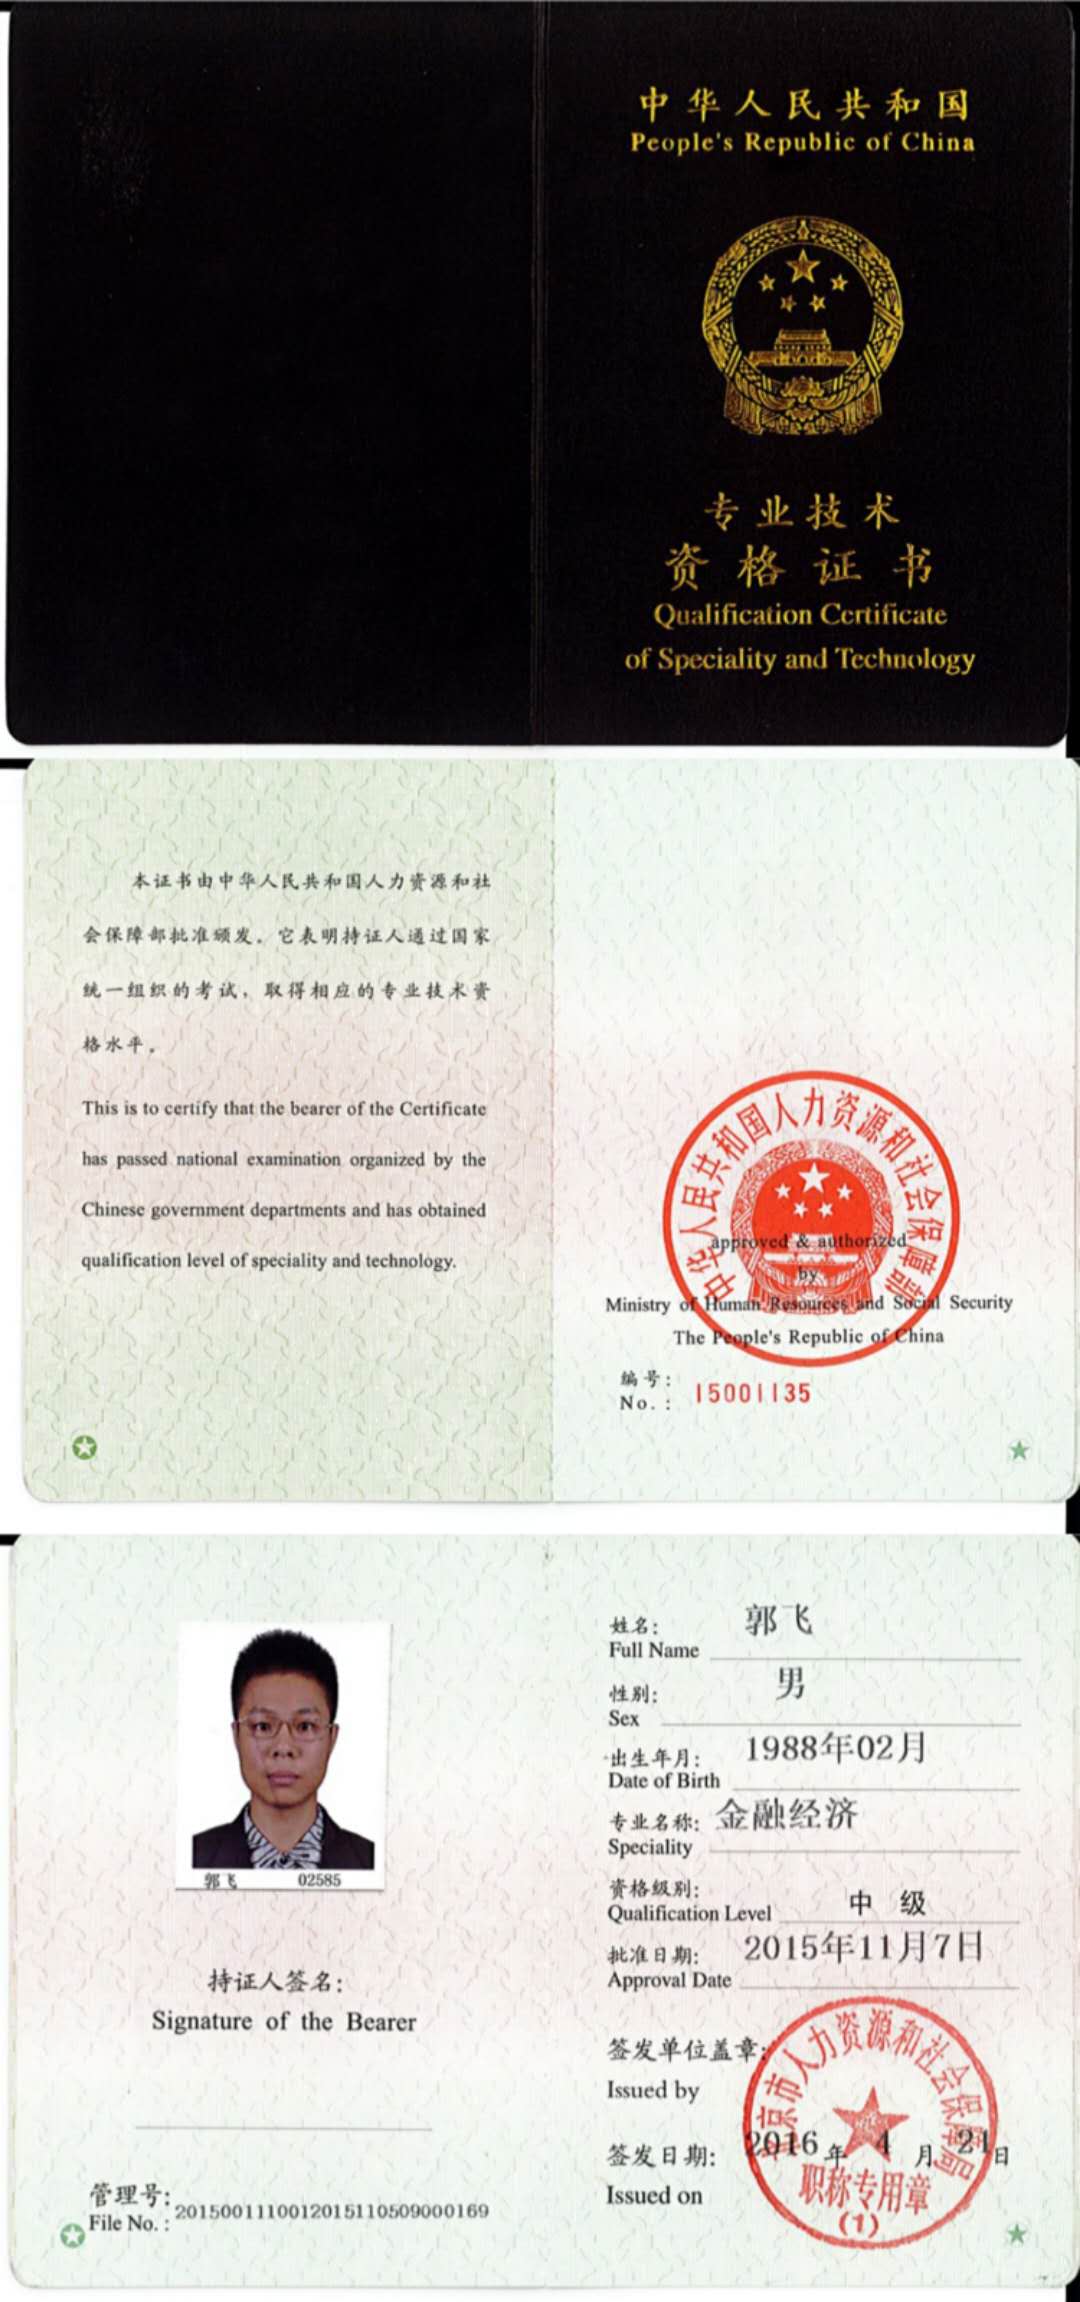 中华人民共和国
People's Republic of China
专业技术
资格证书
Qualification Certificate
of Speciality and Technology
本证书由中华人民共和国人力资源和社
会保障部批准颁发。它表明持证人通过国家
统一组织的考试，取得相应的专业技术资
格水平。
This is to certify that the bearer of the Certificate
has passed national examination organized by the
Chinese government departments and has obtained
qualification level of speciality and technology.
中华人民共和国人力资源和社会保障部
approved & authorized
by
Ministry of Human Resources and Social Security
The People's Republic of China
编号：
No.：
15001135
郭飞 02585
持证人签名：
Signature of the Bearer
管理号：
File No.：
2015001110012015110509000169
姓名： 郭飞
Full Name
性别： 男
Sex
出生年月： 1988年02月
Date of Birth
专业名称： 金融经济
Speciality
资格级别：
Qualification Level 中 级
批准日期： 2015年11月7日
Approval Date
签发单位盖章：
Issued by
北京市人力资源和社会保障局
职称专用章
(1)
签发日期： 2016 年 4 月 21 日
Issued on